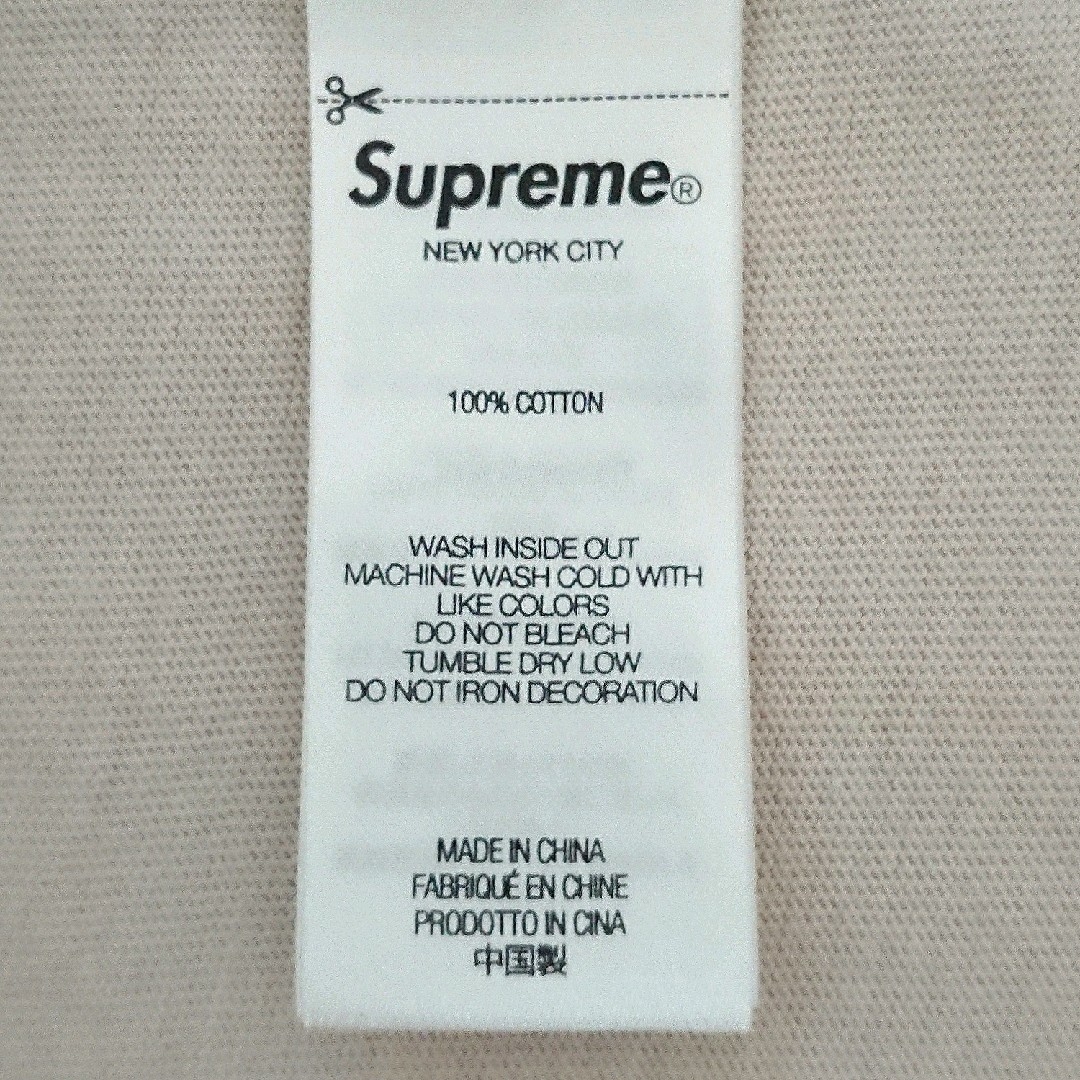 Supreme®
NEW YORK CITY
100% COTTON
WASH INSIDE OUT
MACHINE WASH COLD WITH
LIKE COLORS
DO NOT BLEACH
TUMBLE DRY LOW
DO NOT IRON DECORATION
MADE IN CHINA
FABRIQUÉ EN CHINE
PRODOTTO IN CINA
中国製